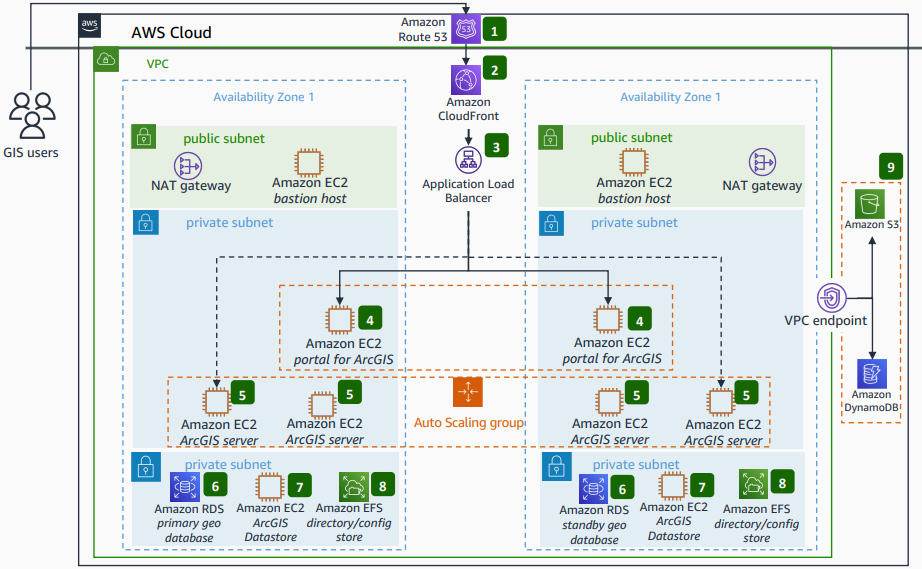 aws
AWS Cloud
Amazon
Route 53
53
1
VPC
2
Amazon
CloudFront
GIS users
Availability Zone 1
Availability Zone 1
public subnet
NAT gateway
Amazon EC2
bastion host
3
Application Load
Balancer
public subnet
Amazon EC2
bastion host
NAT gateway
9
Amazon S3
private subnet
private subnet
4
Amazon EC2
portal for ArcGIS
4
Amazon EC2
portal for ArcGIS
VPC endpoint
Amazon
DynamoDB
5
Amazon EC2
ArcGIS server
5
Amazon EC2
ArcGIS server
Auto Scaling group
5
Amazon EC2
ArcGIS server
5
Amazon EC2
ArcGIS server
private subnet
6
Amazon RDS
primary geo
database
7
Amazon EC2
ArcGIS
Datastore
8
Amazon EFS
directory/config
store
private subnet
6
Amazon RDS
standby geo
database
7
Amazon EC2
ArcGIS
Datastore
8
Amazon EFS
directory/config
store